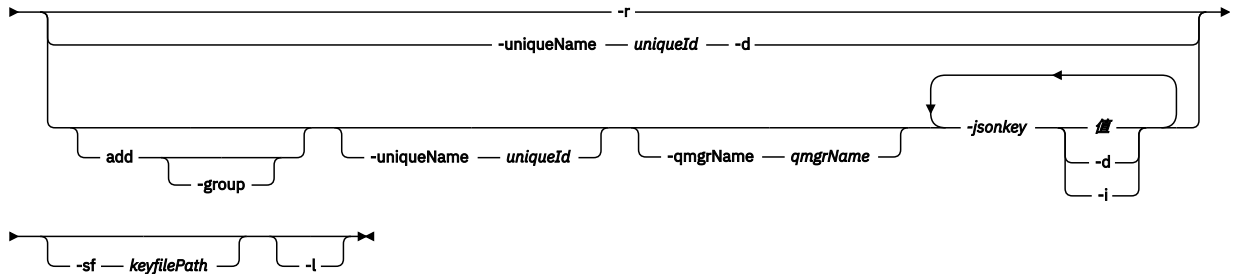 -r
-uniqueName uniqueId -d
add -uniqueName uniqueId -qmgrName qmgrName -jsonkey 值
-group
-d
-i
-sf keyfilePath -l